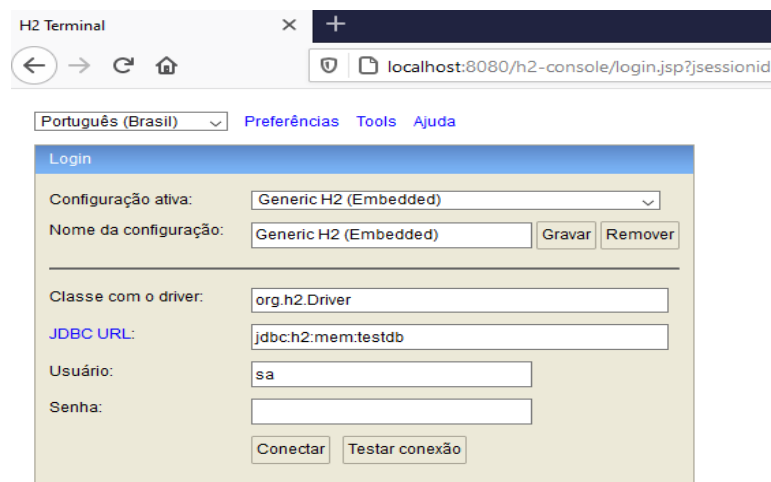 H2 Terminal
localhost:8080/h2-console/login.jsp?jsessionid
Português (Brasil) Preferências Tools Ajuda
Login
Configuração ativa: Generic H2 (Embedded)
Nome da configuração: Generic H2 (Embedded) Gravar Remover
Classe com o driver: org.h2.Driver
JDBC URL: jdbc:h2:mem:testdb
Usuário: sa
Senha:
Conectar Testar conexão